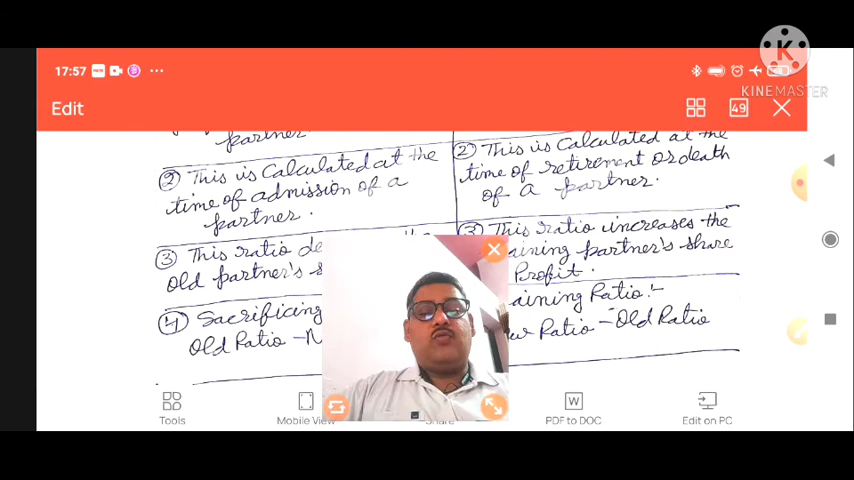 17:57
KINEMASTER
Edit
49
partner.
② This is Calculated at the
time of admission of a
partner.
③ This ratio de
old partner's s
④ Sacrificing
Old Ratio - N
② This is Calculated at the
time of retirement or death
of a partner.
③ This ratio increases the
aining partner's share
Profit.
aining Ratio:-
w Ratio - Old Ratio
Tools
Mobile View
Share
PDF to DOC
Edit on PC